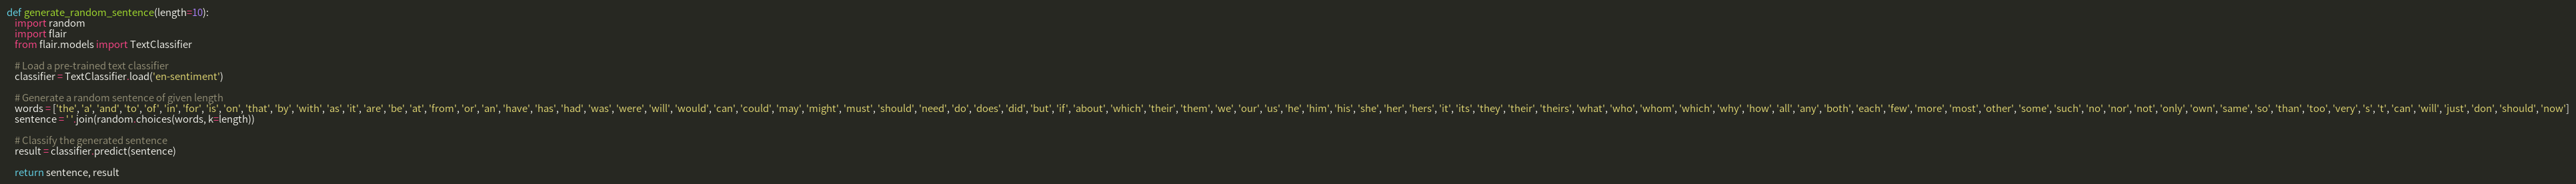 def generate_random_sentence(length=10):
import random
import flair
from flair.models import TextClassifier
# Load a pre-trained text classifier
classifier = TextClassifier.load('en-sentiment')
# Generate a random sentence of given length
words = ['the', 'a', 'and', 'to', 'of', 'in', 'for', 'is', 'on', 'that', 'by', 'with', 'as', 'it', 'are', 'be', 'at', 'from', 'or', 'an', 'have', 'has', 'had', 'was', 'were', 'will', 'would', 'can', 'could', 'may', 'might', 'must', 'should', 'need', 'do', 'does', 'did', 'but', 'if', 'about', 'which', 'their', 'them', 'we', 'our', 'us', 'he', 'him', 'his', 'she', 'her', 'hers', 'it', 'its', 'they', 'their', 'theirs', 'what', 'who', 'whom', 'which', 'why', 'how', 'all', 'any', 'both', 'each', 'few', 'more', 'most', 'other', 'some', 'such', 'no', 'nor', 'not', 'only', 'own', 'same', 'so', 'than', 'too', 'very', 's', 't', 'can', 'will', 'just', 'don', 'should', 'now']
sentence = ' '.join(random.choices(words, k=length))
# Classify the generated sentence
result = classifier.predict(sentence)
return sentence, result